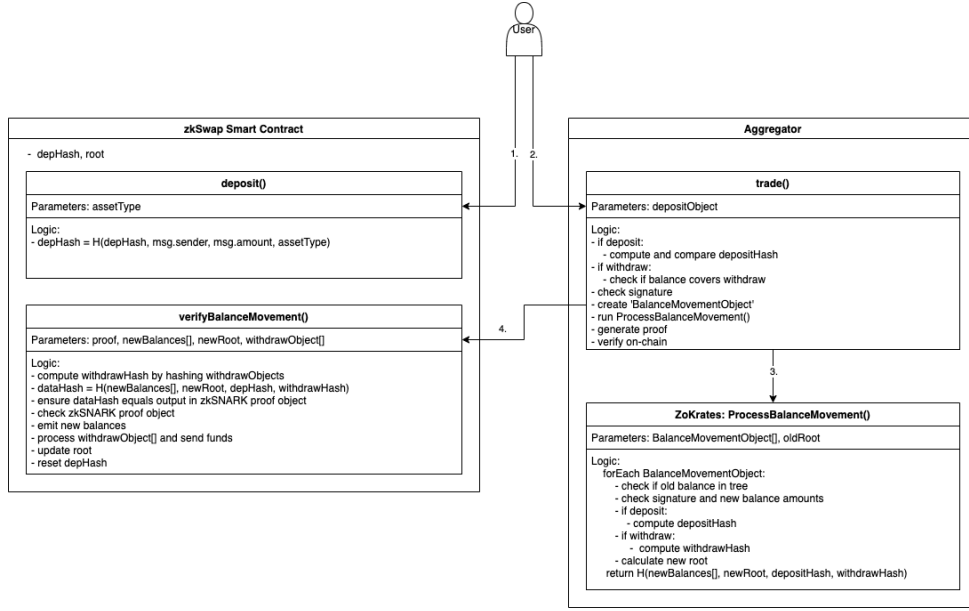 User
1.
2.
zkSwap Smart Contract
- depHash, root
deposit()
Parameters: assetType
Logic:
- depHash = H(depHash, msg.sender, msg.amount, assetType)
verifyBalanceMovement()
Parameters: proof, newBalances[], newRoot, withdrawObject[]
Logic:
- compute withdrawHash by hashing withdrawObjects
- dataHash = H(newBalances[], newRoot, depHash, withdrawHash)
- ensure dataHash equals output in zkSNARK proof object
- check zkSNARK proof object
- emit new balances
- process withdrawObject[] and send funds
- update root
- reset depHash
Aggregator
trade()
Parameters: depositObject
Logic:
- if deposit:
- compute and compare depositHash
- if withdraw:
- check if balance covers withdraw
- check signature
- create 'BalanceMovementObject'
- run ProcessBalanceMovement()
- generate proof
- verify on-chain
4.
3.
ZoKrates: ProcessBalanceMovement()
Parameters: BalanceMovementObject[], oldRoot
Logic:
forEach BalanceMovementObject:
- check if old balance in tree
- check signature and new balance amounts
- if deposit:
- compute depositHash
- if withdraw:
- compute withdrawHash
- calculate new root
return H(newBalances[], newRoot, depositHash, withdrawHash)